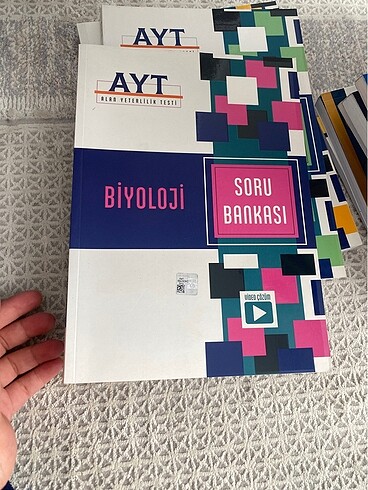 AYT
AYT
ALAN YETERLİLİK TESTİ
BİYOLOJİ
SORU
BANKASI
VİDEO ÇÖZÜM